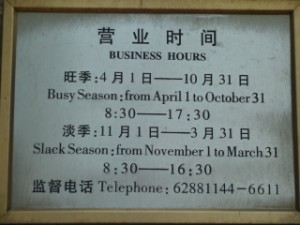 营业时间
BUSINESS HOURS
旺季:4月1日——10月31日
Busy Season:from April 1 to October 31
8:30——17:30
淡季:11月1日——3月31日
Slack Season:from November 1 to March 31
8:30——16:30
监督电话 Telephone: 62881144-6611